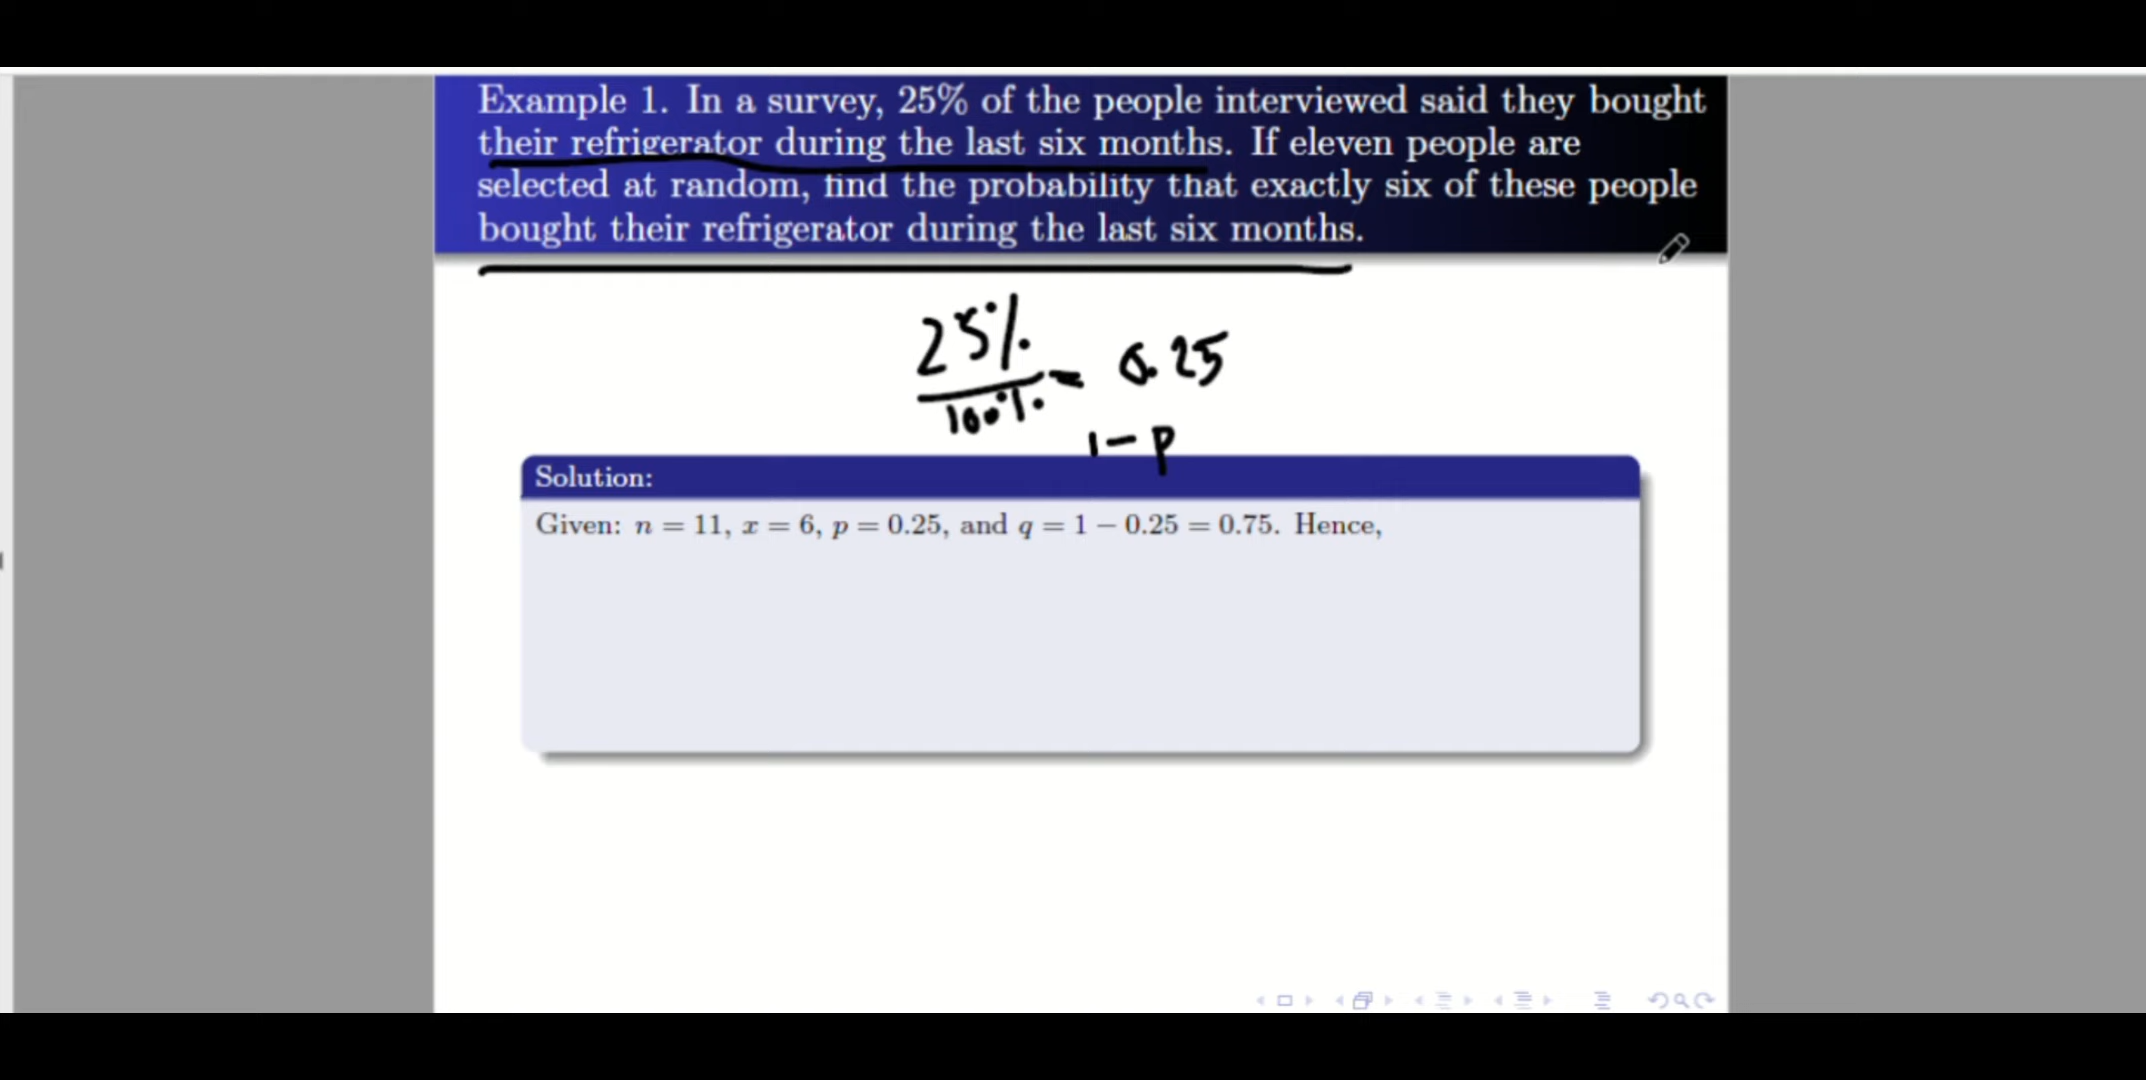 Example 1. In a survey, 25% of the people interviewed said they bought
their refrigerator during the last six months. If eleven people are
selected at random, find the probability that exactly six of these people
bought their refrigerator during the last six months.
25%
100%
= 0.25
1 - p
Solution:
Given: n = 11, x = 6, p = 0.25, and q = 1 − 0.25 = 0.75. Hence,